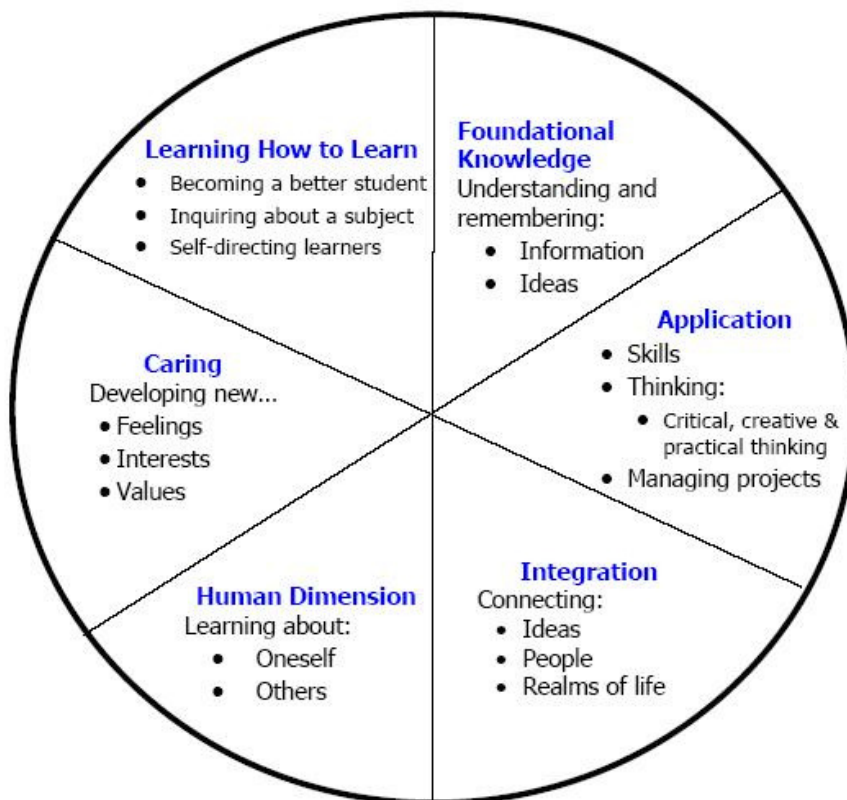 Learning How to Learn
• Becoming a better student
• Inquiring about a subject
• Self-directing learners
Foundational
Knowledge
Understanding and
remembering:
• Information
• Ideas
Application
• Skills
• Thinking:
• Critical, creative &
practical thinking
• Managing projects
Integration
Connecting:
• Ideas
• People
• Realms of life
Human Dimension
Learning about:
• Oneself
• Others
Caring
Developing new...
• Feelings
• Interests
• Values